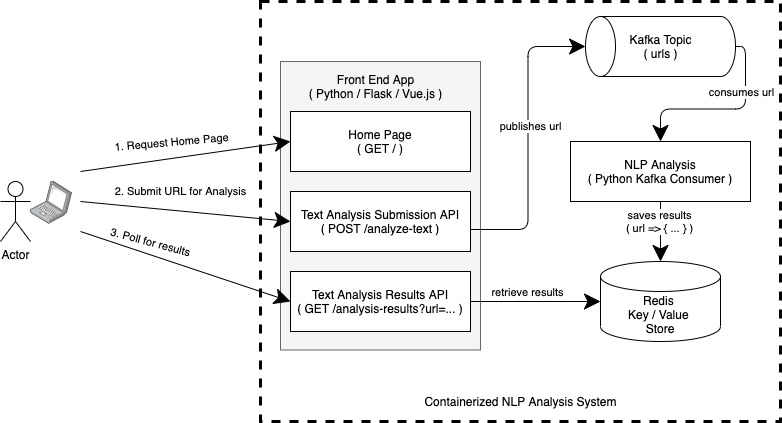 Kafka Topic
( urls )
Front End App
( Python / Flask / Vue.js )
consumes url
publishes url
1. Request Home Page
Home Page
( GET / )
NLP Analysis
( Python Kafka Consumer )
2. Submit URL for Analysis
Text Analysis Submission API
( POST /analyze-text )
saves results
( url => { ... } )
3. Poll for results
Actor
Text Analysis Results API
( GET /analysis-results?url=... )
retrieve results
Redis
Key / Value
Store
Containerized NLP Analysis System